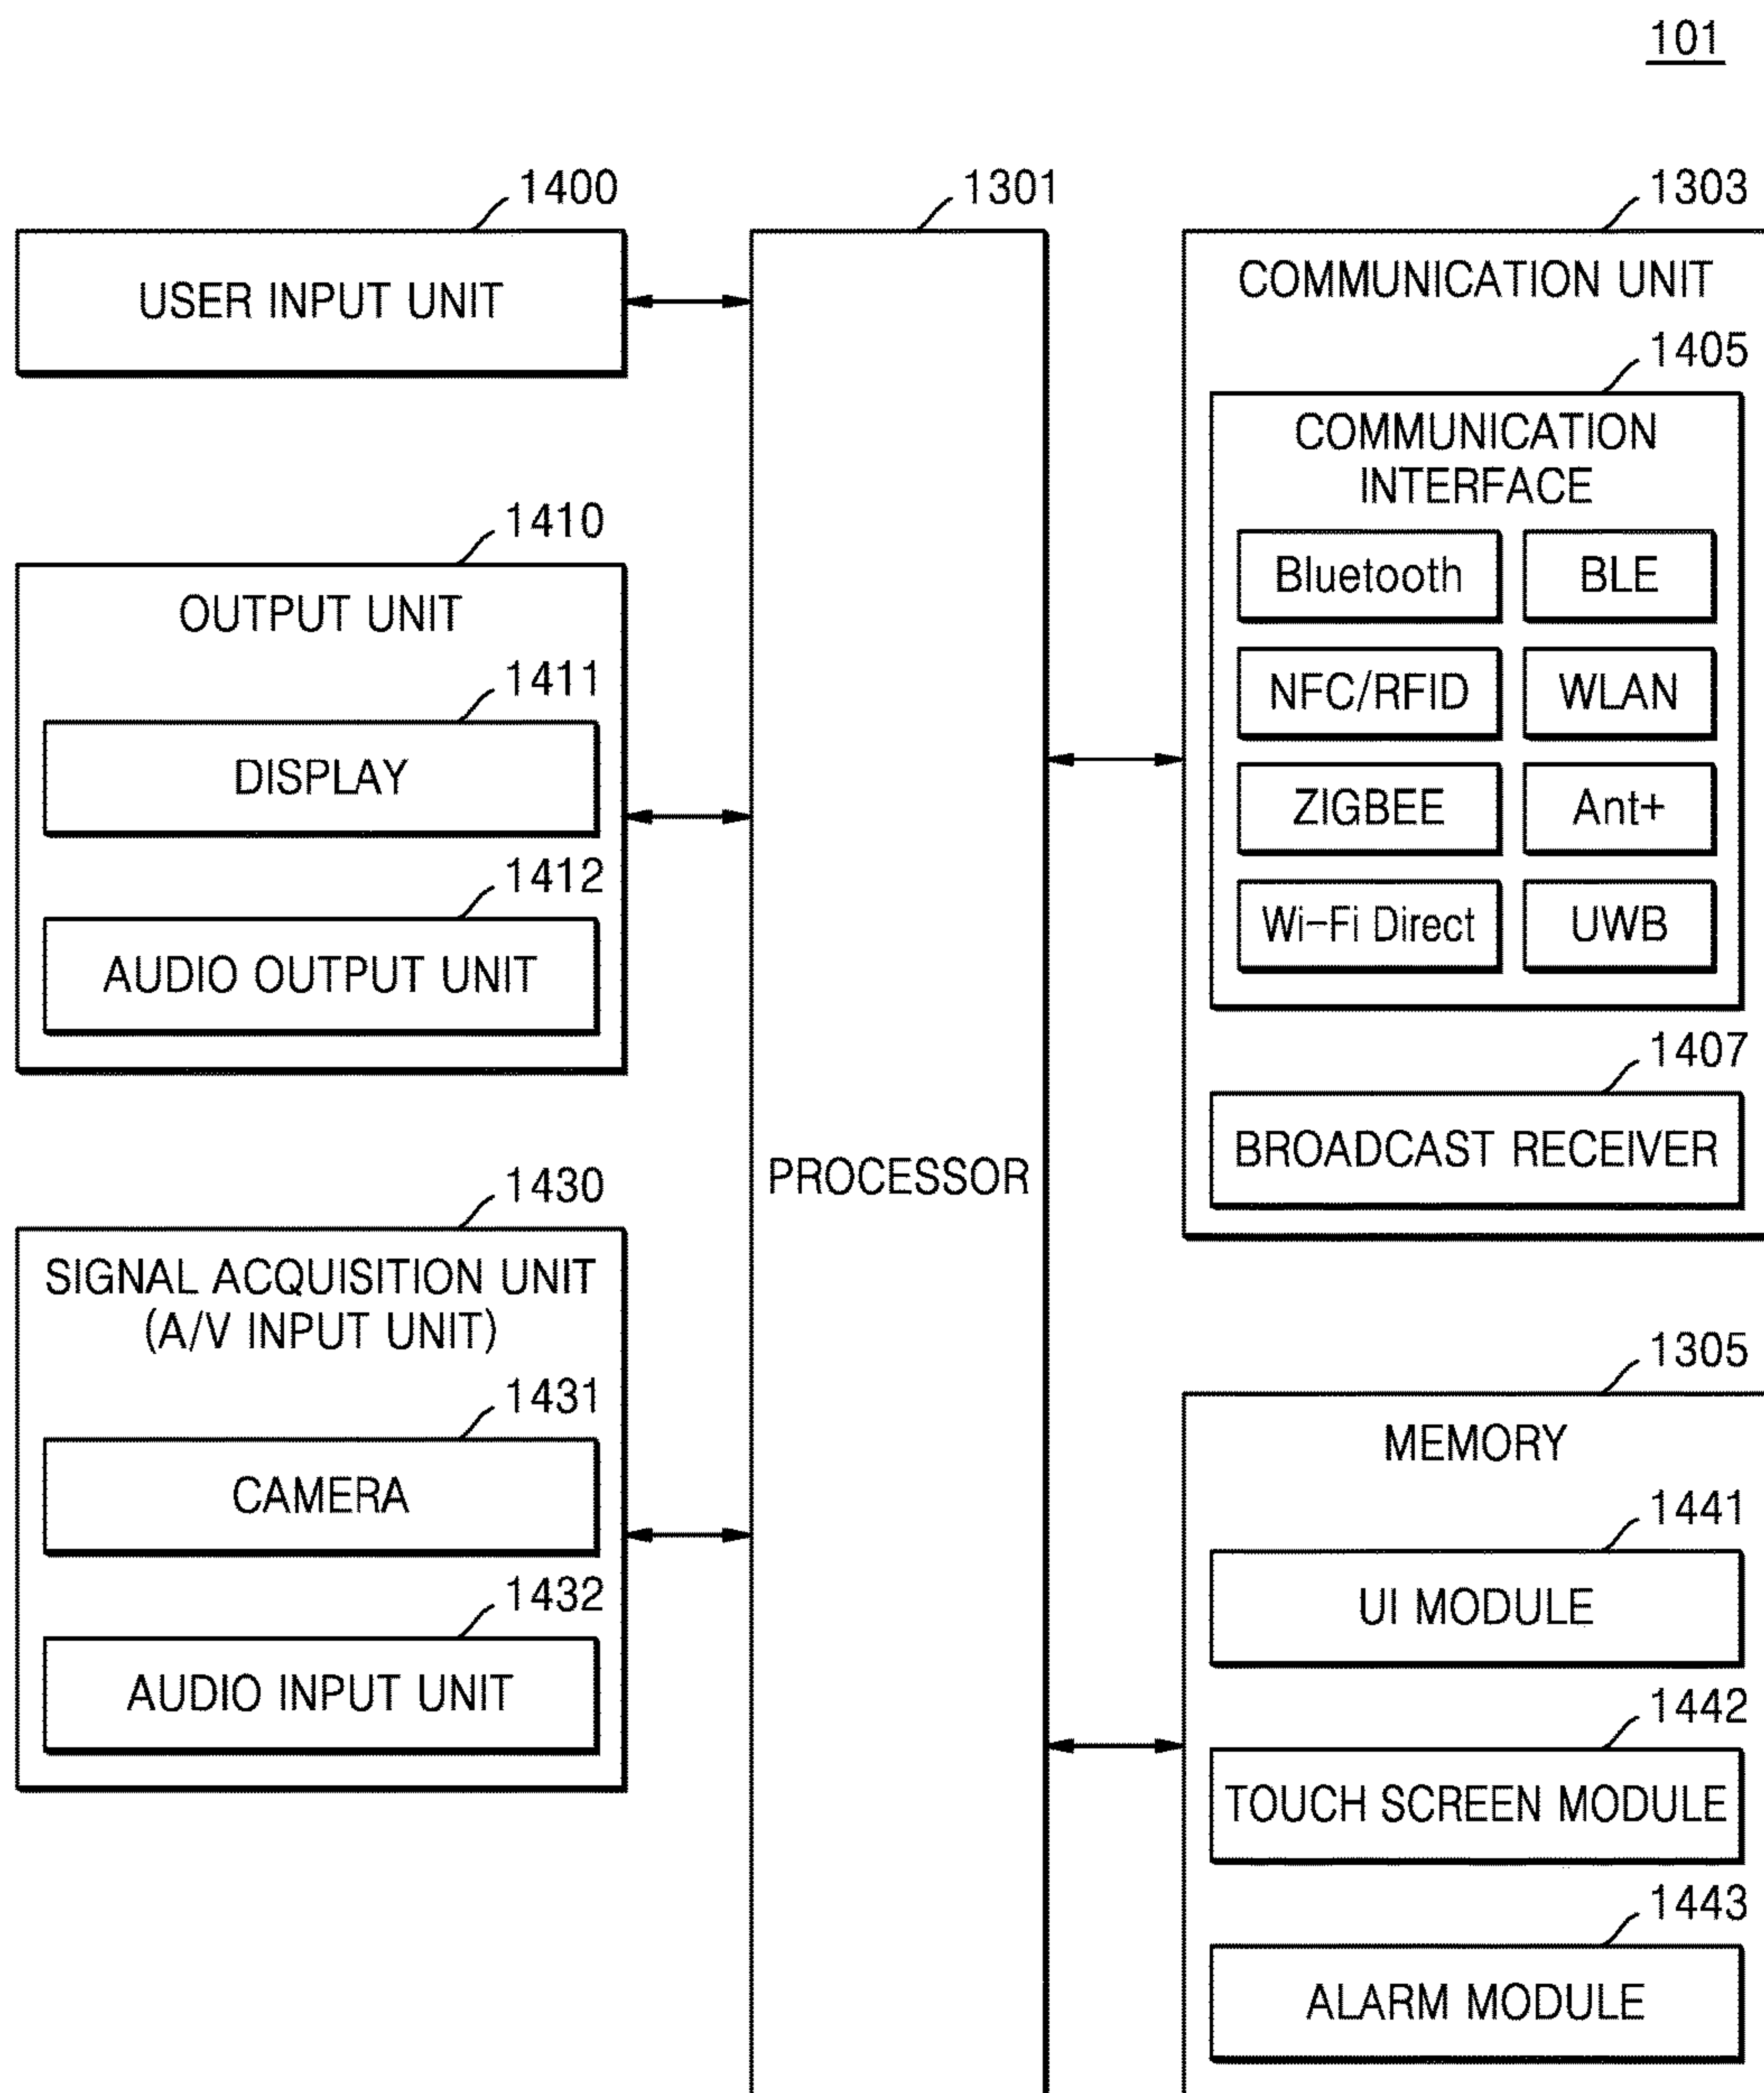 101
1400
USER INPUT UNIT
1410
OUTPUT UNIT
1411
DISPLAY
1412
AUDIO OUTPUT UNIT
1430
SIGNAL ACQUISITION UNIT
(A/V INPUT UNIT)
1431
CAMERA
1432
AUDIO INPUT UNIT
1301
PROCESSOR
1303
COMMUNICATION UNIT
1405
COMMUNICATION
INTERFACE
Bluetooth
BLE
NFC/RFID
WLAN
ZIGBEE
Ant+
Wi-Fi Direct
UWB
1407
BROADCAST RECEIVER
1305
MEMORY
1441
UI MODULE
1442
TOUCH SCREEN MODULE
1443
ALARM MODULE